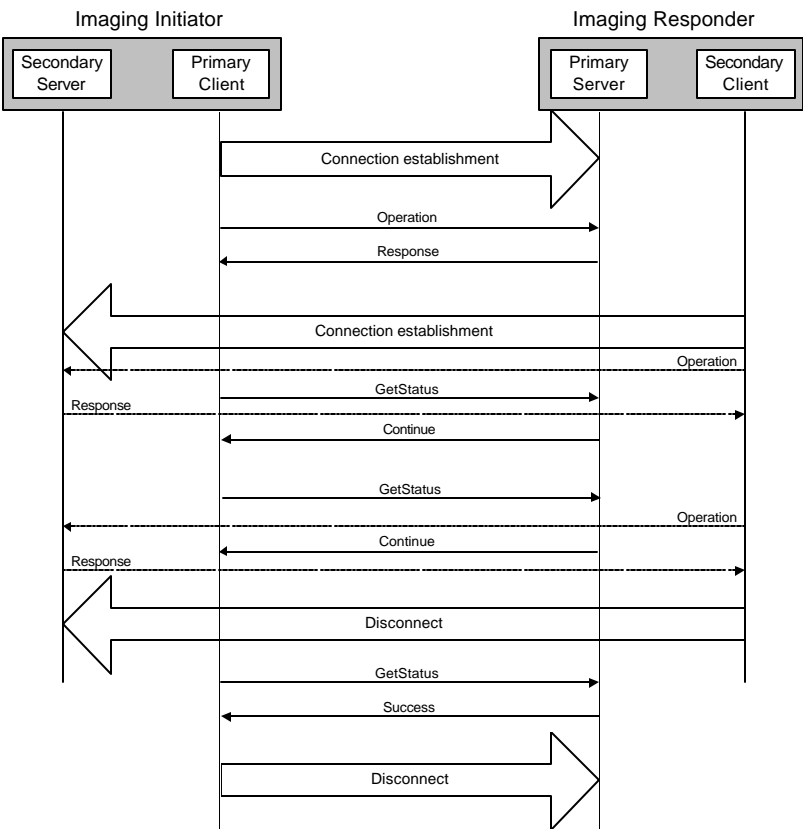 Imaging Initiator
Imaging Responder
Secondary
Server
Primary
Client
Primary
Server
Secondary
Client
Connection establishment
Operation
Response
Connection establishment
Operation
GetStatus
Response
Continue
GetStatus
Operation
Continue
Response
Disconnect
GetStatus
Success
Disconnect